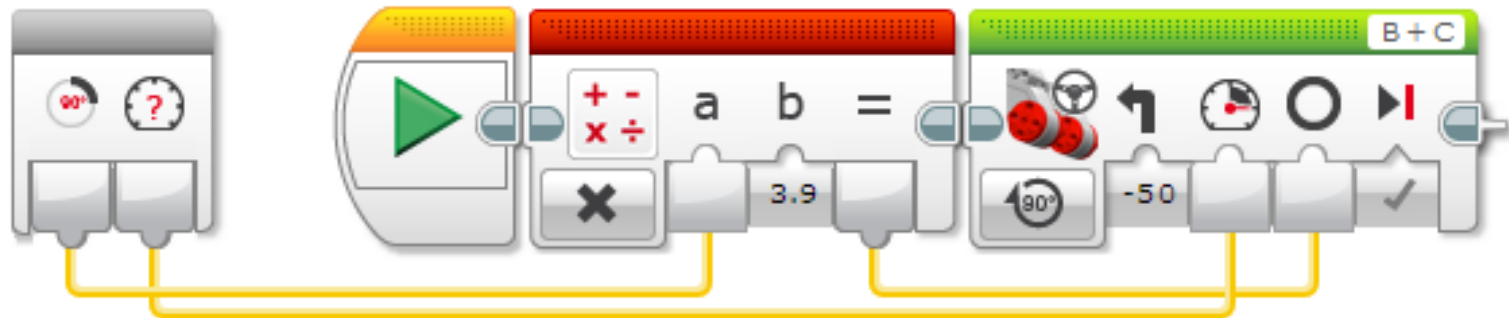 B + C
90° ?
+ - × ÷ a b =
3.9 90° -50